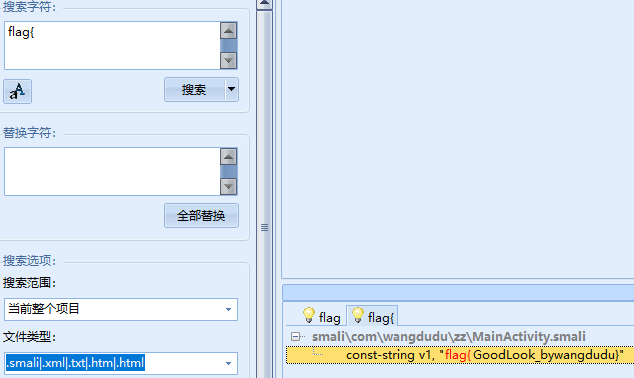 搜索字符:
flag{
aA
搜索
替换字符:
全部替换
搜索选项:
搜索范围:
当前整个项目
文件类型:
.smali|.xml|.txt|.htm|.html
flag
flag{
smali\com\wangdudu\zz\MainActivity.smali
const-string v1, "flag{GoodLook_bywangdudu}"